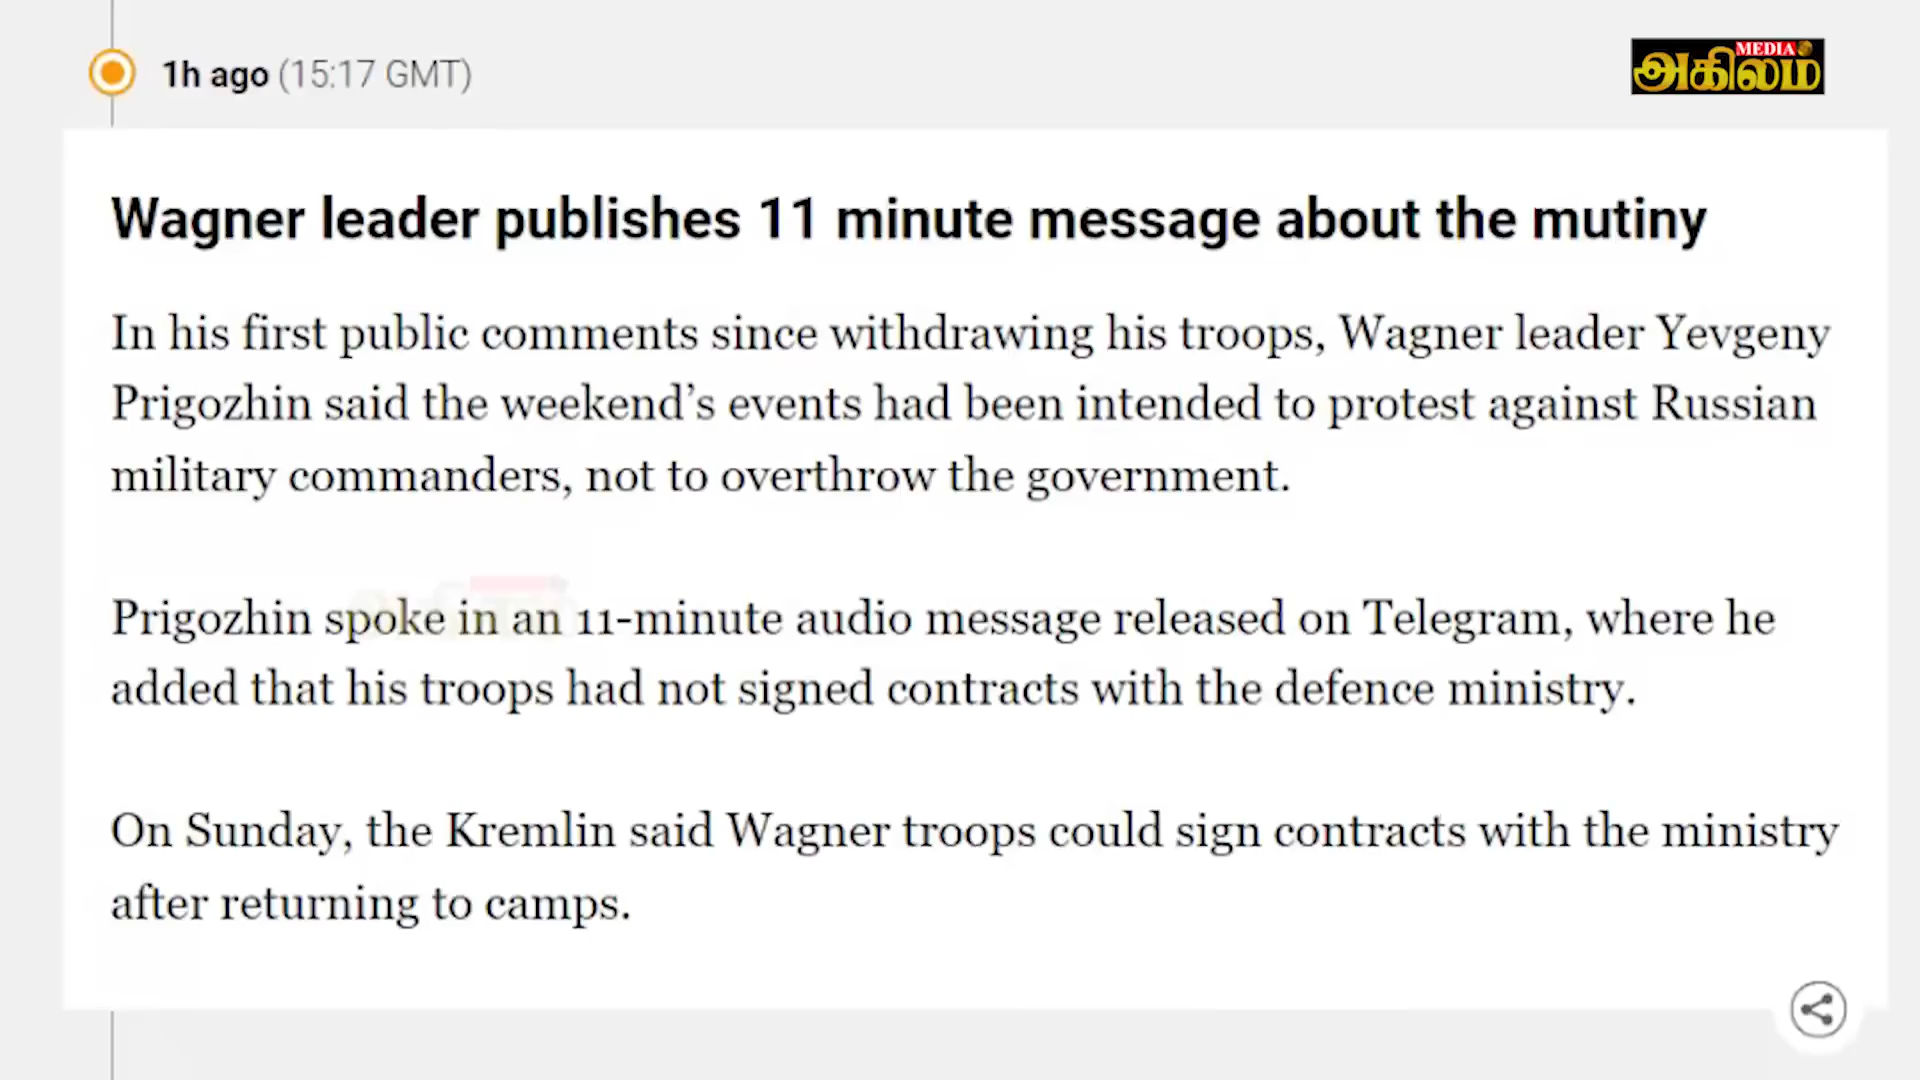 1h ago (15:17 GMT)
MEDIA
அகிலம்
Wagner leader publishes 11 minute message about the mutiny
In his first public comments since withdrawing his troops, Wagner leader Yevgeny
Prigozhin said the weekend’s events had been intended to protest against Russian
military commanders, not to overthrow the government.
Prigozhin spoke in an 11-minute audio message released on Telegram, where he
added that his troops had not signed contracts with the defence ministry.
On Sunday, the Kremlin said Wagner troops could sign contracts with the ministry
after returning to camps.